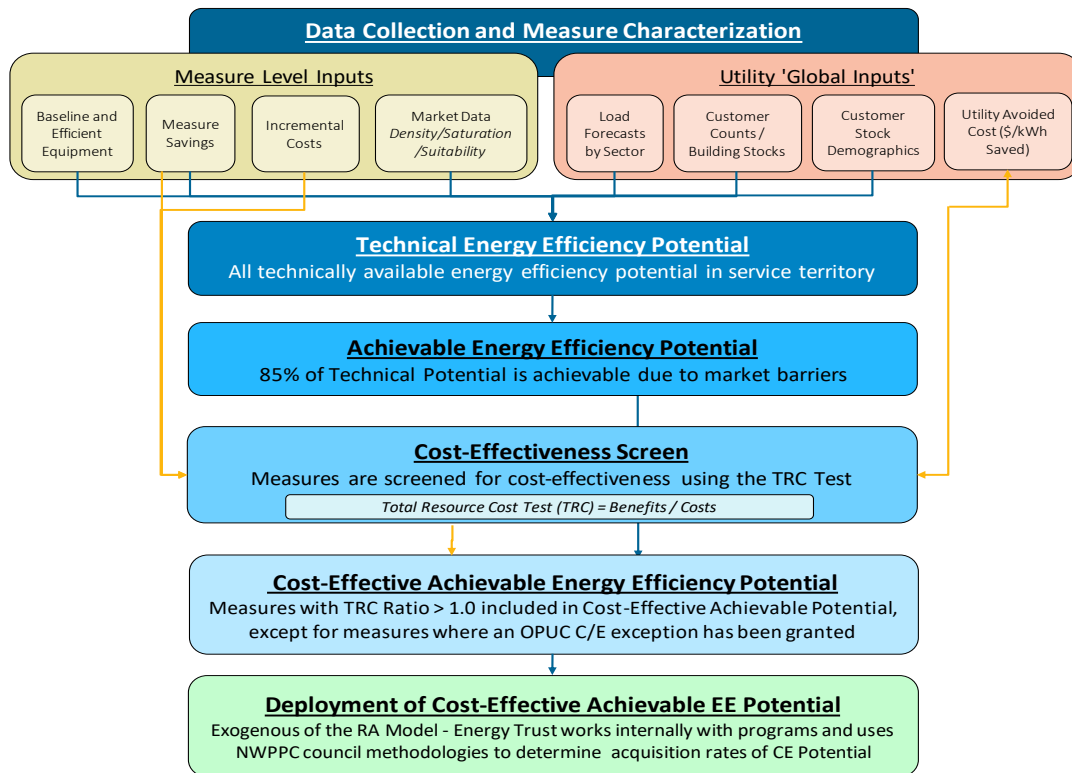 Data Collection and Measure Characterization
Measure Level Inputs
Baseline and
Efficient
Equipment
Measure
Savings
Incremental
Costs
Market Data
Density/Saturation
/Suitability
Utility 'Global Inputs'
Load
Forecasts
by Sector
Customer
Counts /
Building Stocks
Customer
Stock
Demographics
Utility Avoided
Cost ($/kWh
Saved)
Technical Energy Efficiency Potential
All technically available energy efficiency potential in service territory
Achievable Energy Efficiency Potential
85% of Technical Potential is achievable due to market barriers
Cost-Effectiveness Screen
Measures are screened for cost-effectiveness using the TRC Test
Total Resource Cost Test (TRC) = Benefits / Costs
Cost-Effective Achievable Energy Efficiency Potential
Measures with TRC Ratio > 1.0 included in Cost-Effective Achievable Potential,
except for measures where an OPUC C/E exception has been granted
Deployment of Cost-Effective Achievable EE Potential
Exogenous of the RA Model - Energy Trust works internally with programs and uses
NWPPC council methodologies to determine acquisition rates of CE Potential